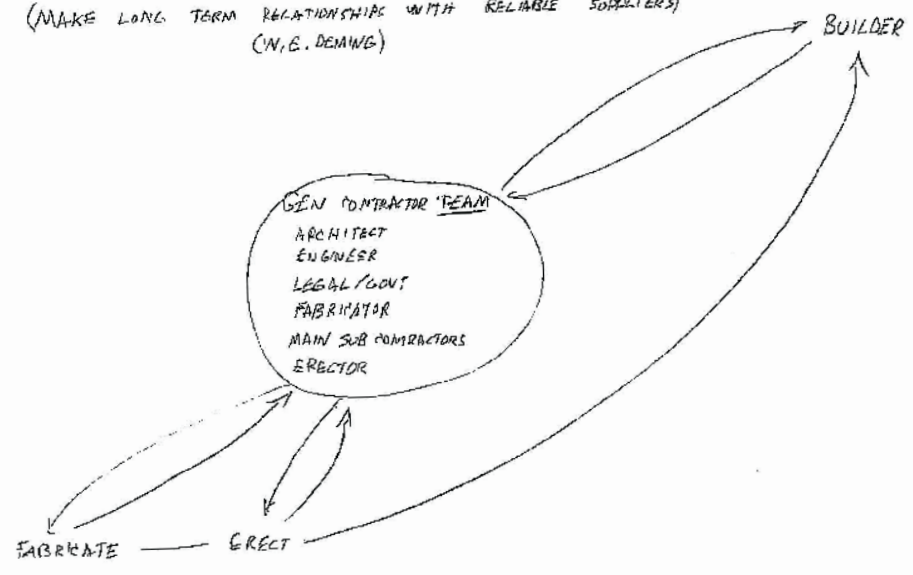 (MAKE LONG TERM RELATIONSHIPS WITH RELIABLE SUPPLIERS)
(W.E. DEMING)
BUILDER
GEN CONTRACTOR TEAM
ARCHITECT
ENGINEER
LEGAL/GOVT
FABRICATOR
MAIN SUB CONTRACTORS
ERECTOR
FABRICATE
ERECT